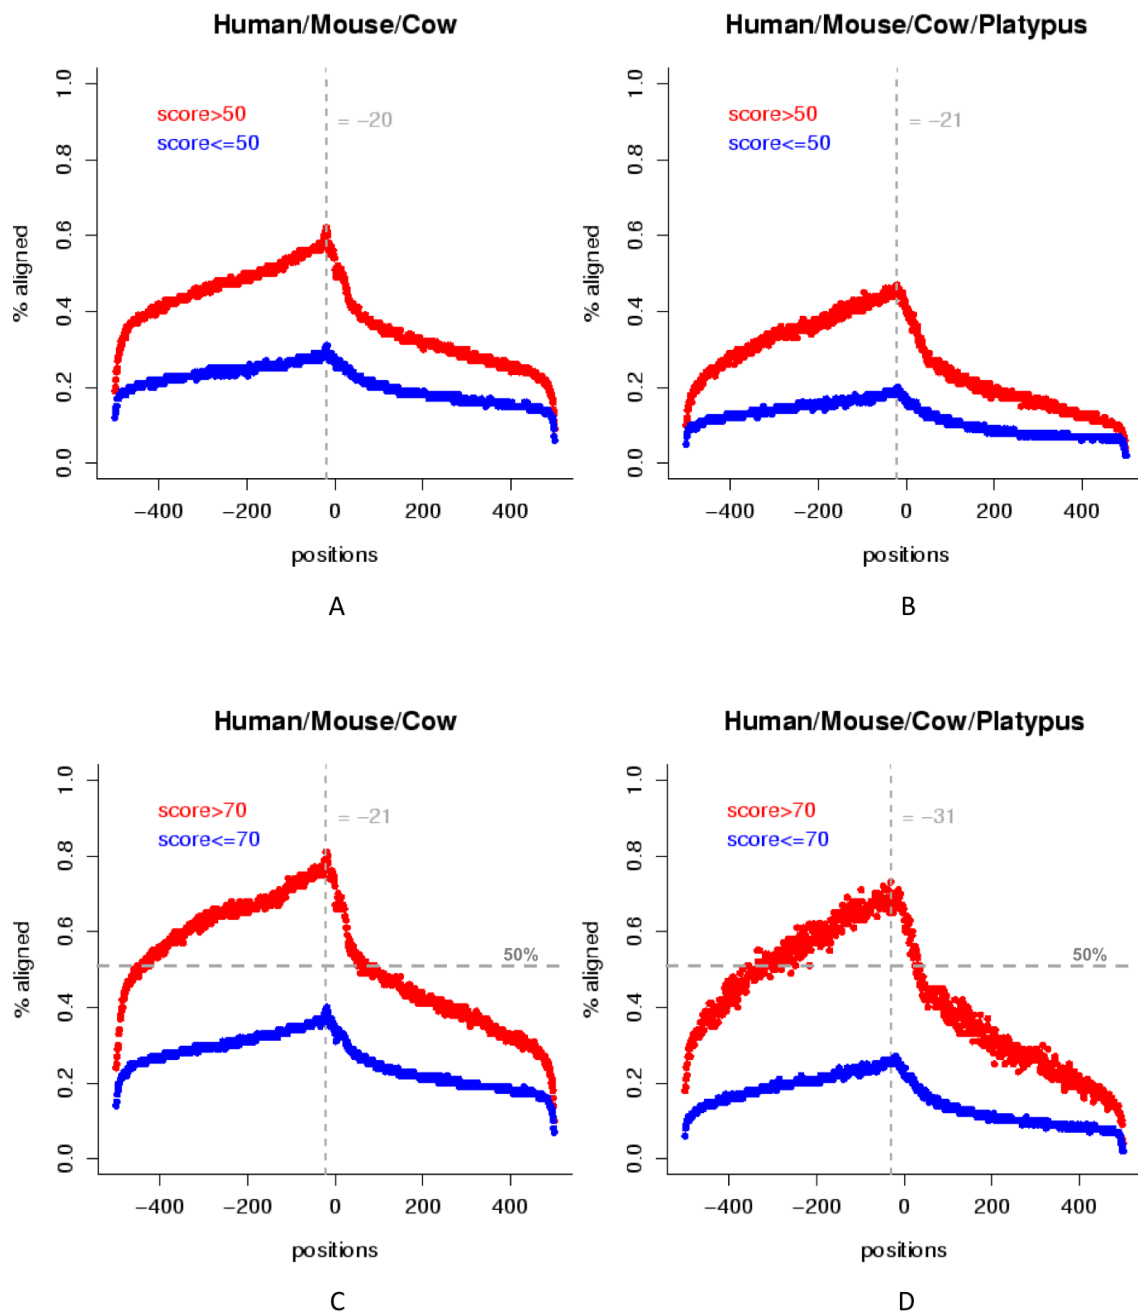 Human/Mouse/Cow
1.0
0.8
0.6
0.4
0.2
0.0
% aligned
score>50
score<=50
= −20
−400 −200 0 200 400
positions
A
Human/Mouse/Cow/Platypus
1.0
0.8
0.6
0.4
0.2
0.0
% aligned
score>50
score<=50
= −21
−400 −200 0 200 400
positions
B
Human/Mouse/Cow
1.0
0.8
0.6
0.4
0.2
0.0
% aligned
score>70
score<=70
= −21
50%
−400 −200 0 200 400
positions
C
Human/Mouse/Cow/Platypus
1.0
0.8
0.6
0.4
0.2
0.0
% aligned
score>70
score<=70
= −31
50%
−400 −200 0 200 400
positions
D